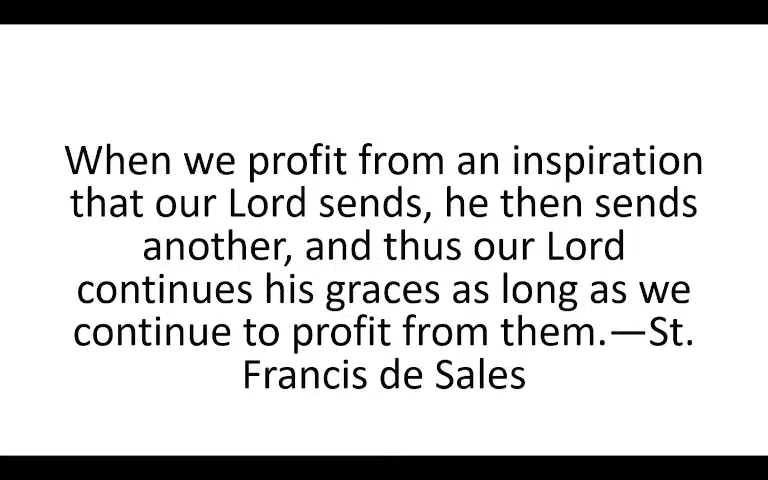 When we profit from an inspiration
that our Lord sends, he then sends
another, and thus our Lord
continues his graces as long as we
continue to profit from them.—St.
Francis de Sales